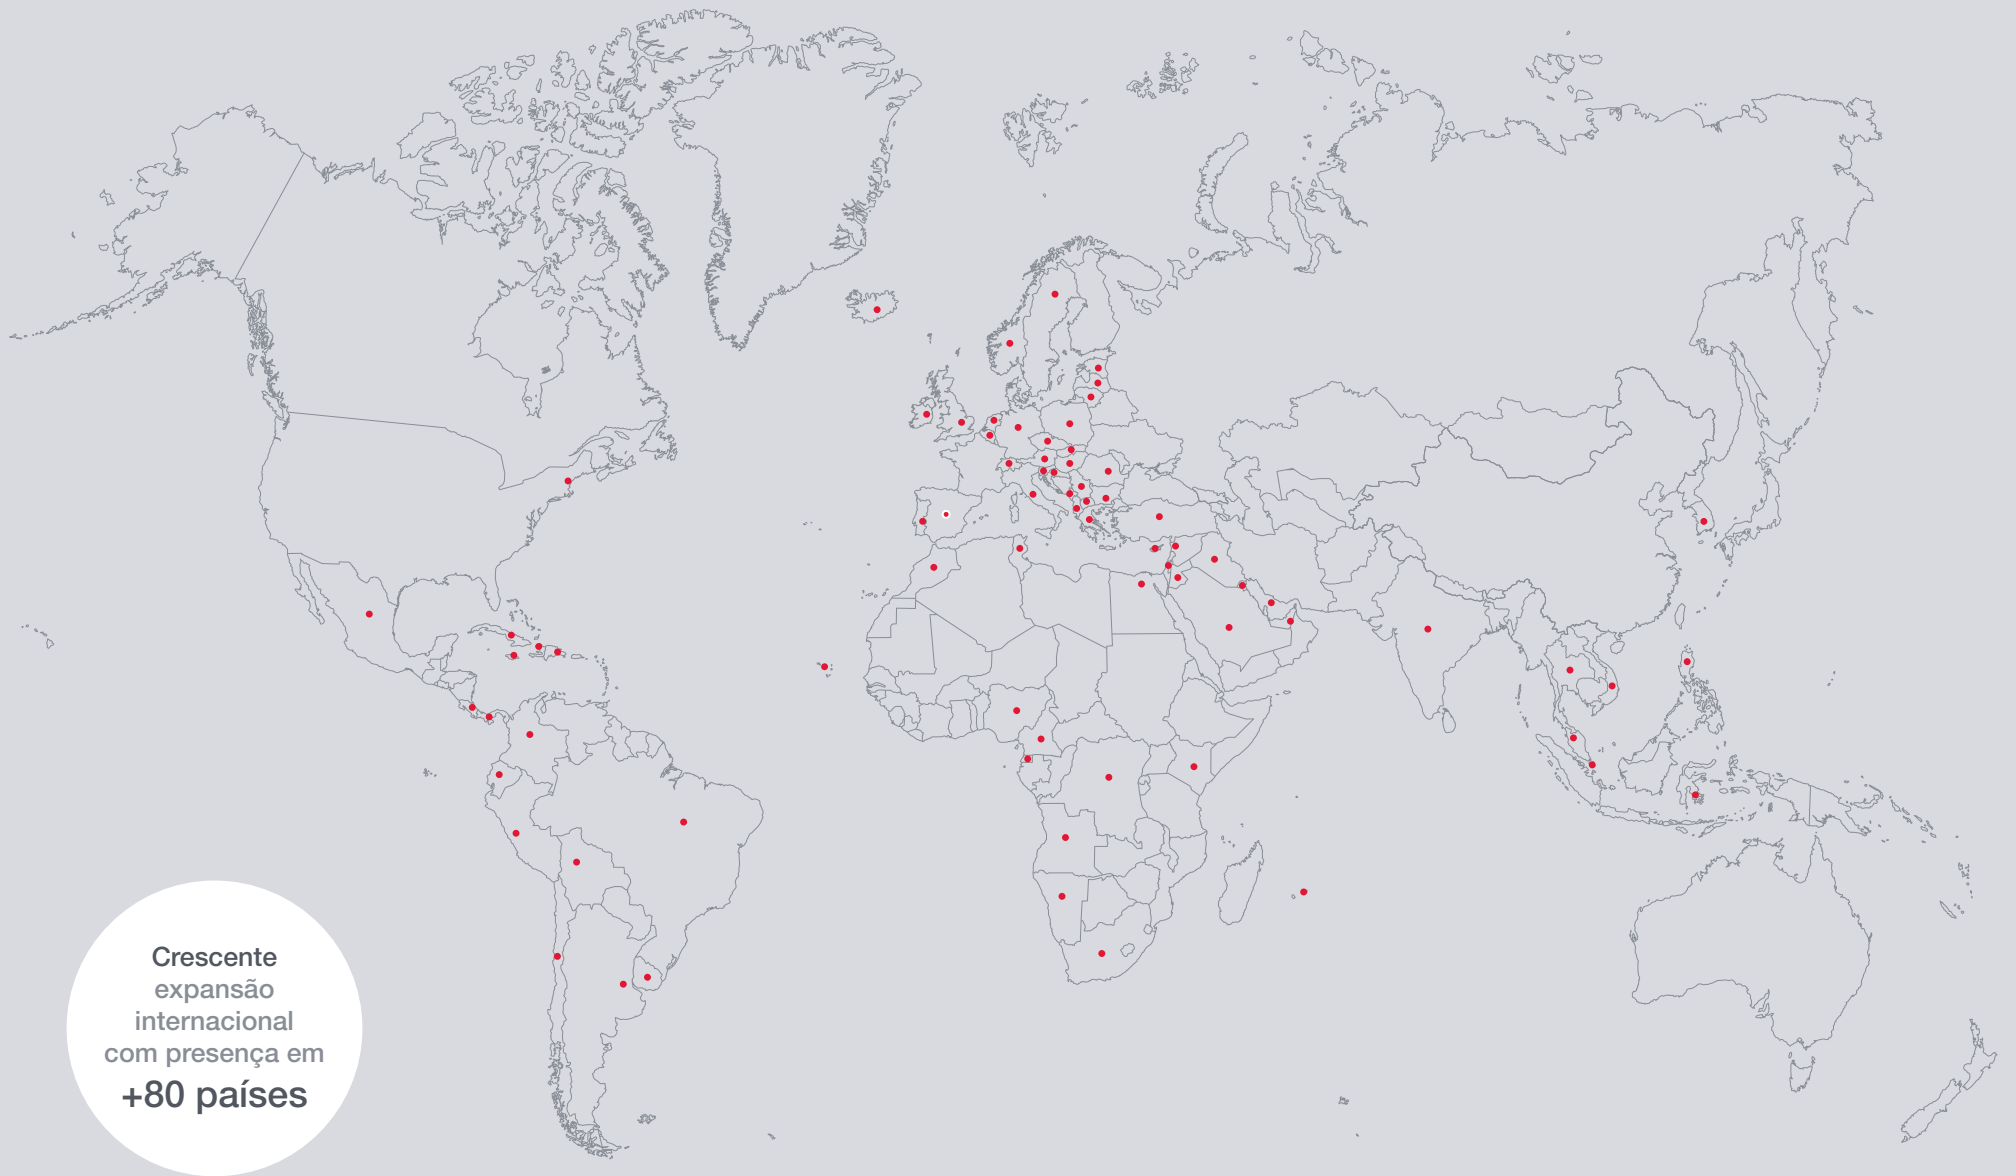 Crescente
expansão
internacional
com presença em
+80 países